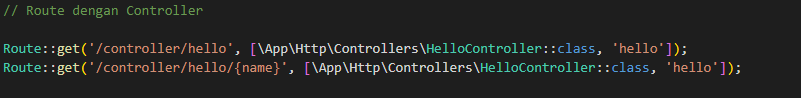 // Route dengan Controller
Route::get('/controller/hello', [\App\Http\Controllers\HelloController::class, 'hello']);
Route::get('/controller/hello/{name}', [\App\Http\Controllers\HelloController::class, 'hello']);